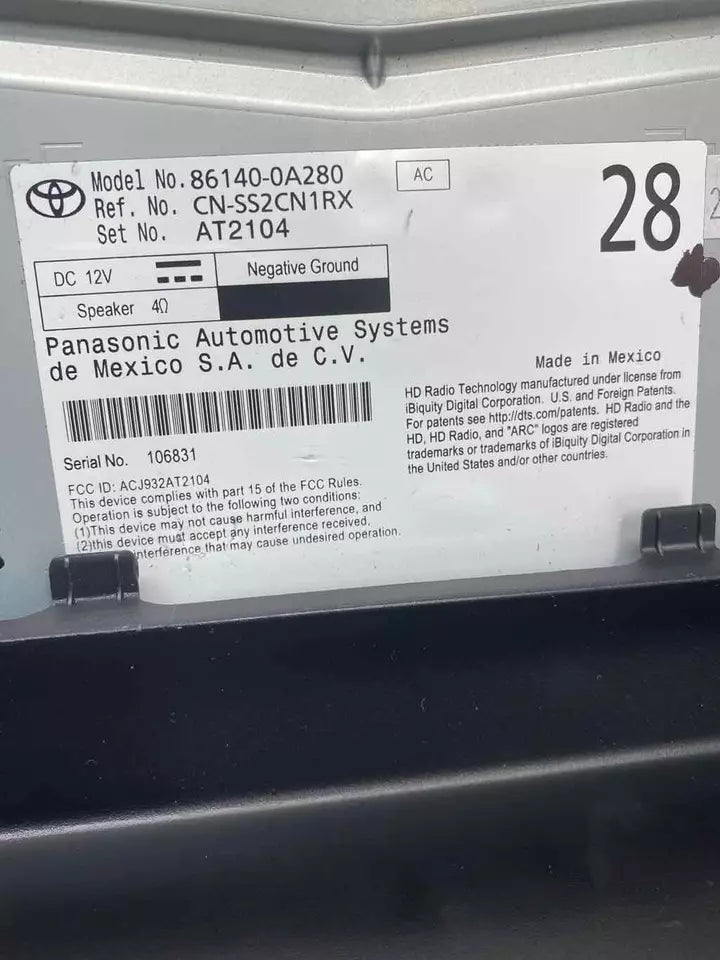 Model No. 86140-0A280
AC
28
Ref. No. CN-SS2CN1RX
Set No. AT2104
DC 12V
Negative Ground
Speaker 4Ω
Panasonic Automotive Systems
de Mexico S.A. de C.V.
Made in Mexico
HD Radio Technology manufactured under license from
iBiquity Digital Corporation. U.S. and Foreign Patents.
For patents see http://dts.com/patents. HD Radio and the
HD, HD Radio, and "ARC" logos are registered
trademarks or trademarks of iBiquity Digital Corporation in
the United States and/or other countries.
Serial No. 106831
FCC ID: ACJ932AT2104
This device complies with part 15 of the FCC Rules.
Operation is subject to the following two conditions:
(1)This device may not cause harmful interference, and
(2)this device must accept any interference received,
interference that may cause undesired operation.